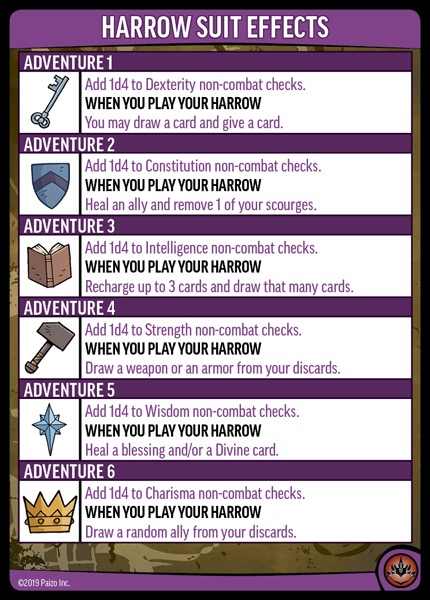 HARROW SUIT EFFECTS
ADVENTURE 1
Add 1d4 to Dexterity non-combat checks.
WHEN YOU PLAY YOUR HARROW
You may draw a card and give a card.
ADVENTURE 2
Add 1d4 to Constitution non-combat checks.
WHEN YOU PLAY YOUR HARROW
Heal an ally and remove 1 of your scourges.
ADVENTURE 3
Add 1d4 to Intelligence non-combat checks.
WHEN YOU PLAY YOUR HARROW
Recharge up to 3 cards and draw that many cards.
ADVENTURE 4
Add 1d4 to Strength non-combat checks.
WHEN YOU PLAY YOUR HARROW
Draw a weapon or an armor from your discards.
ADVENTURE 5
Add 1d4 to Wisdom non-combat checks.
WHEN YOU PLAY YOUR HARROW
Heal a blessing and/or a Divine card.
ADVENTURE 6
Add 1d4 to Charisma non-combat checks.
WHEN YOU PLAY YOUR HARROW
Draw a random ally from your discards.
©2019 Paizo Inc.